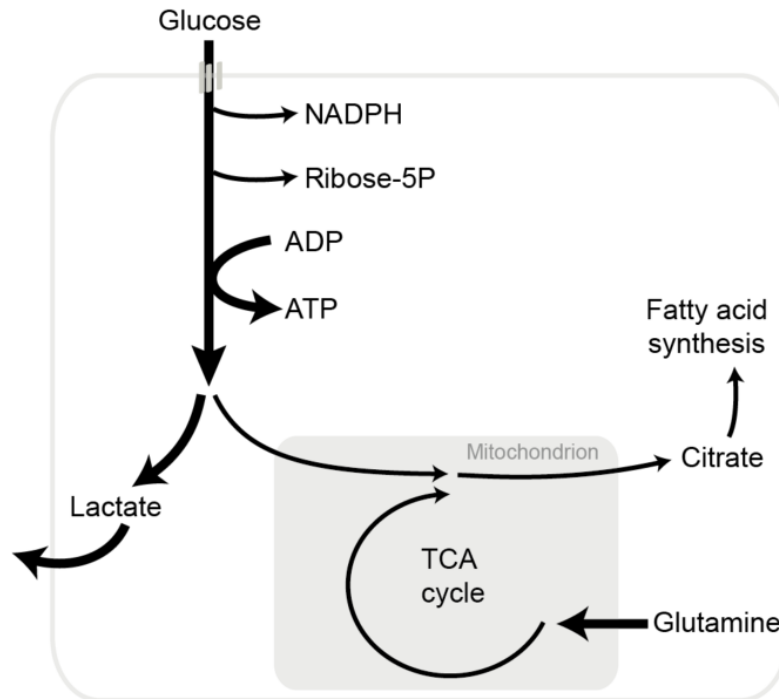 Glucose
NADPH
Ribose-5P
ADP
ATP
Fatty acid
synthesis
Mitochondrion
Citrate
Lactate
TCA
cycle
Glutamine